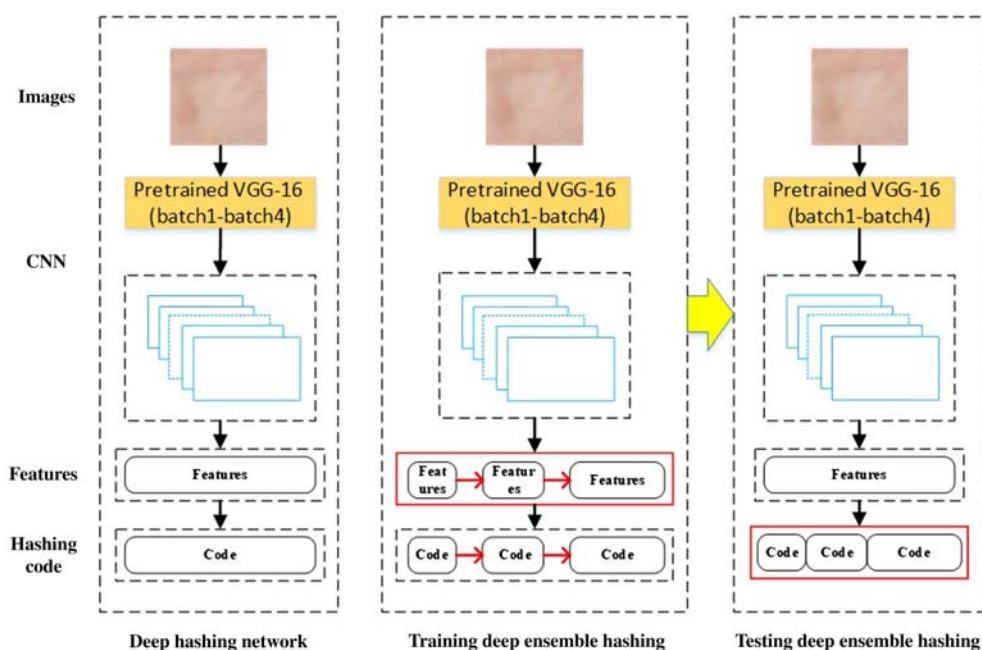 Images
Pretrained VGG-16
(batch1-batch4)
Pretrained VGG-16
(batch1-batch4)
Pretrained VGG-16
(batch1-batch4)
CNN
Features
Features
Feat
ures
Featur
es
Features
Features
Hashing
code
Code
Code
Code
Code
Code
Code
Code
Deep hashing network
Training deep ensemble hashing
Testing deep ensemble hashing